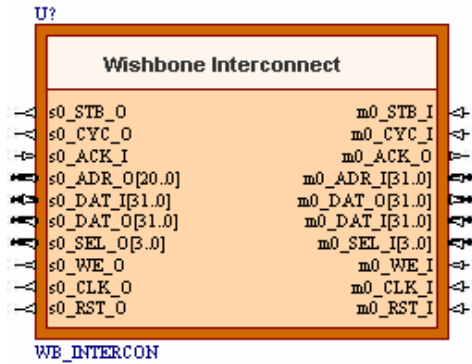 U?
Wishbone Interconnect
s0_STB_O m0_STB_I
s0_CYC_O m0_CYC_I
s0_ACK_I m0_ACK_O
s0_ADR_O[20..0] m0_ADR_I[31..0]
s0_DAT_I[31..0] m0_DAT_O[31..0]
s0_DAT_O[31..0] m0_DAT_I[31..0]
s0_SEL_O[3..0] m0_SEL_I[3..0]
s0_WE_O m0_WE_I
s0_CLK_O m0_CLK_I
s0_RST_O m0_RST_I
WB_INTERCON